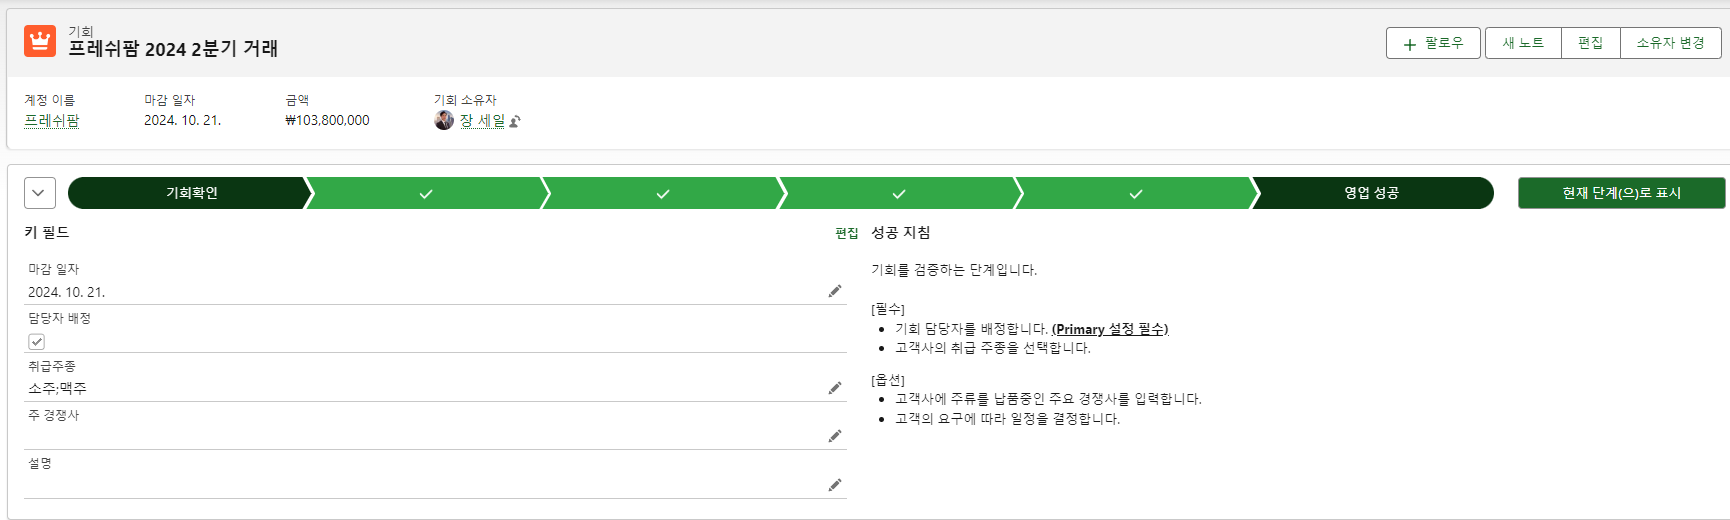 기회
프레쉬팜 2024 2분기 거래
+ 팔로우
새 노트
편집
소유자 변경
계정 이름
프레쉬팜
마감 일자
2024. 10. 21.
금액
₩103,800,000
기회 소유자
장 세일
기회확인
영업 성공
현재 단계(으)로 표시
키 필드
편집
마감 일자
2024. 10. 21.
담당자 배정
취급주종
소주;맥주
주 경쟁사
설명
성공 지침
기회를 검증하는 단계입니다.
[필수]
• 기회 담당자를 배정합니다. (Primary 설정 필수)
• 고객사의 취급 주종을 선택합니다.
[옵션]
• 고객사에 주류를 납품중인 주요 경쟁사를 입력합니다.
• 고객의 요구에 따라 일정을 결정합니다.